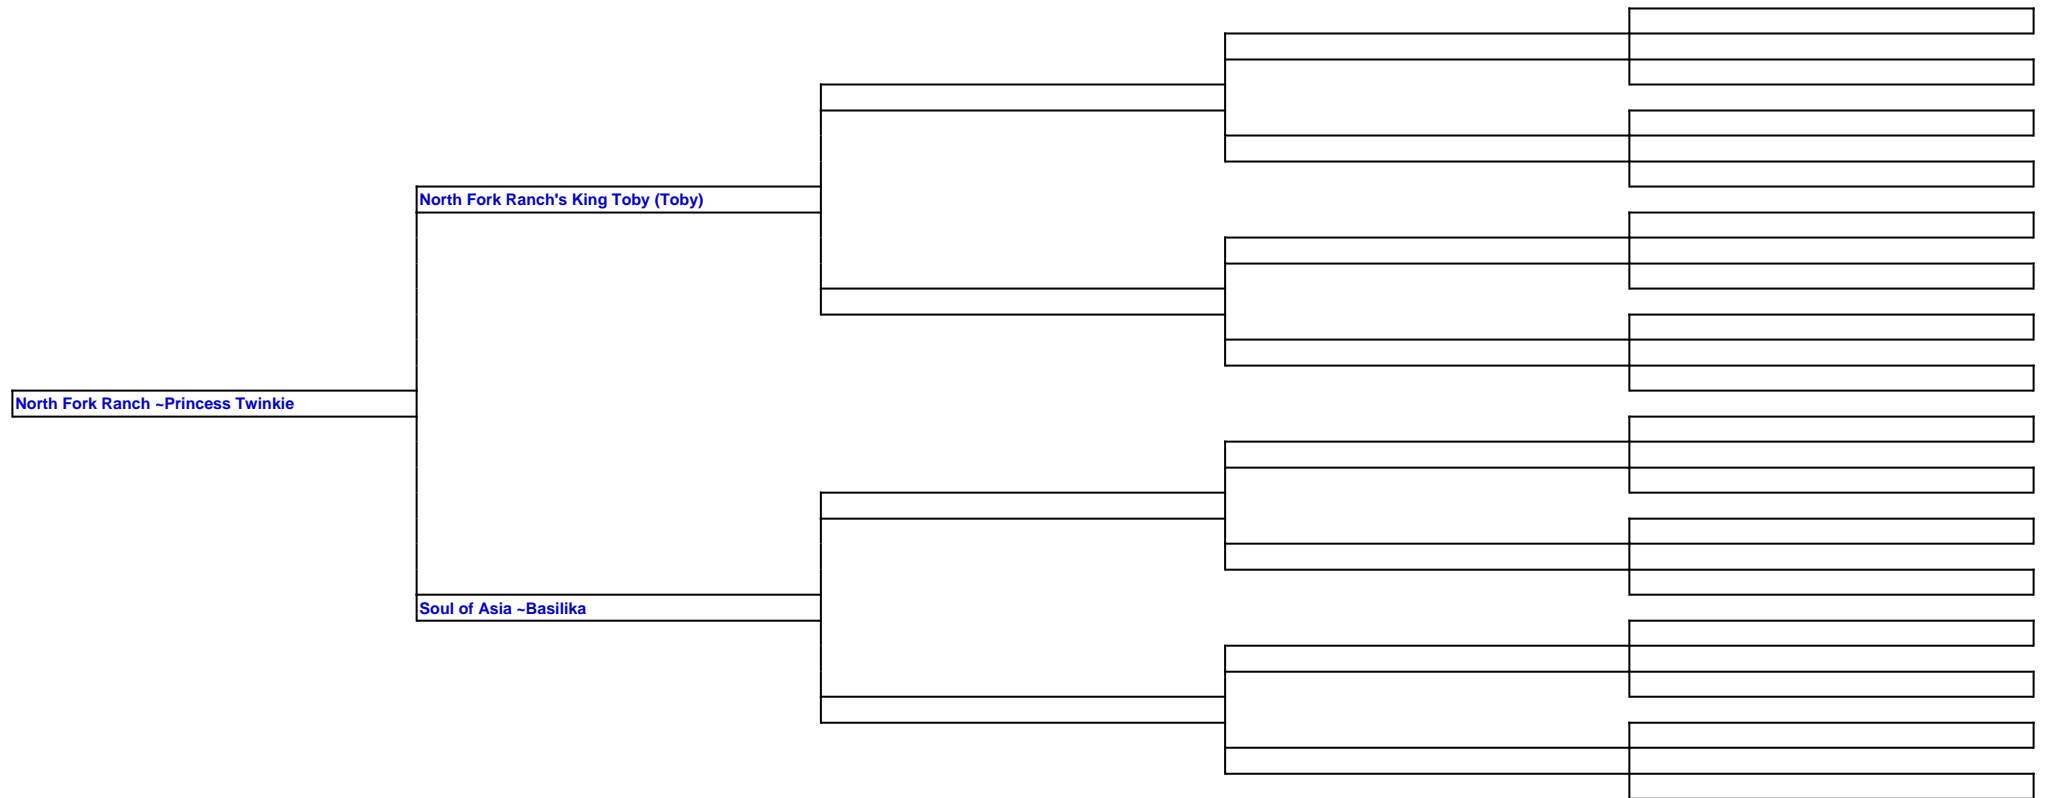 North Fork Ranch's King Toby (Toby)
North Fork Ranch ~Princess Twinkie
Soul of Asia ~Basilika